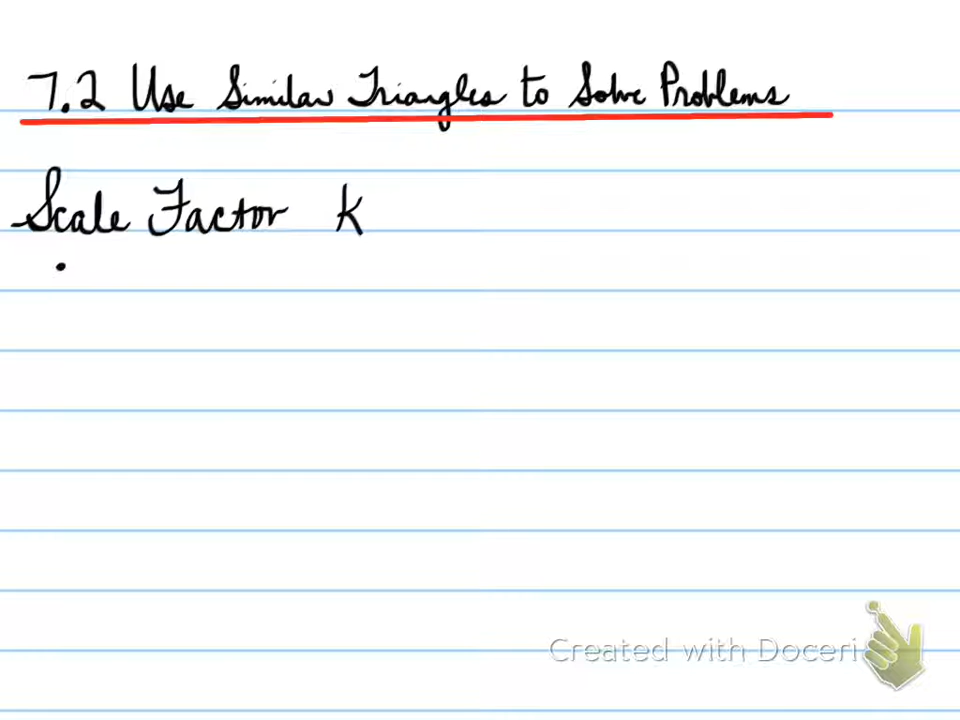 7.2 Use Similar Triangles to Solve Problems
Scale Factor k
•
Created with Doceri